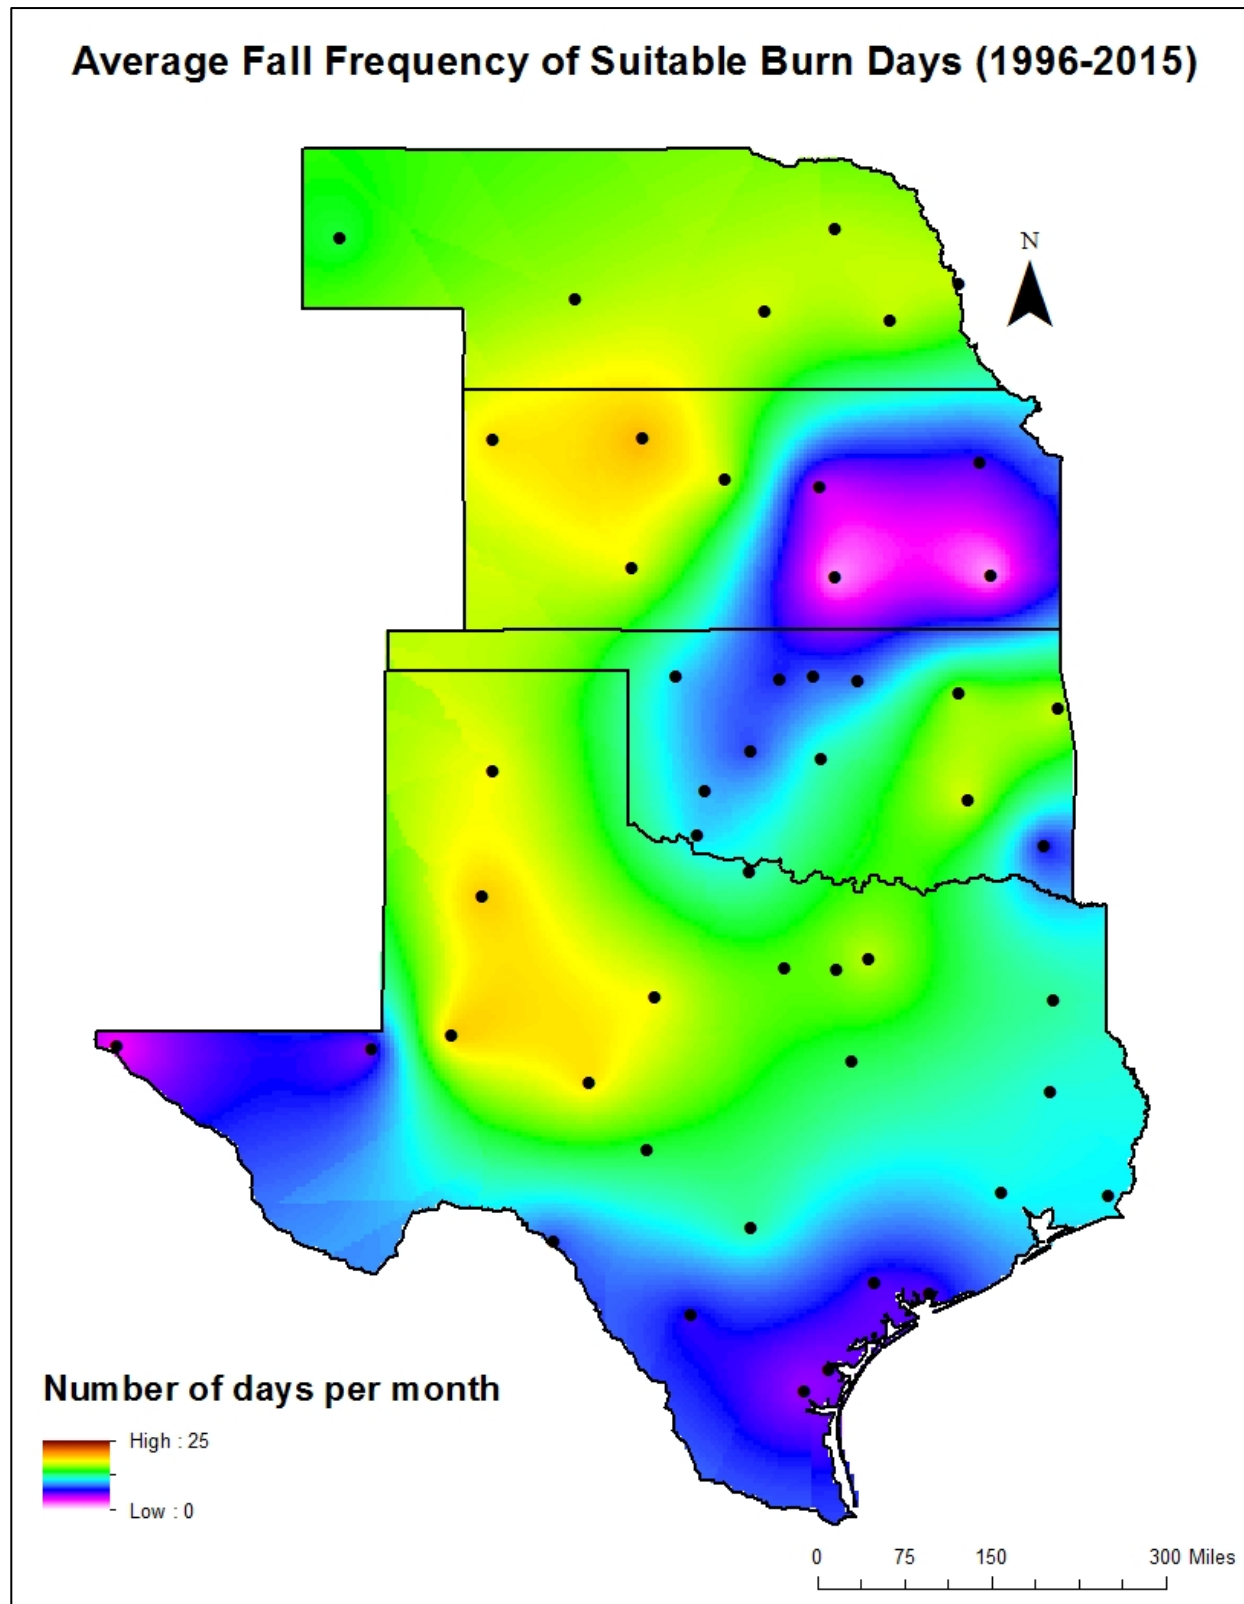 Average Fall Frequency of Suitable Burn Days (1996-2015)
N
Number of days per month
High : 25
Low : 0
0 75 150 300 Miles